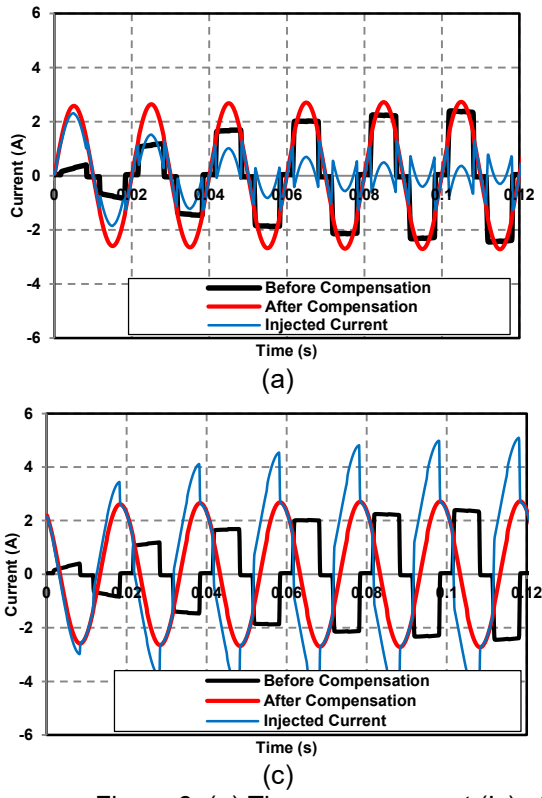 6
4
2
0
-2
-4
-6
0 0.02 0.04 0.06 0.08 0.1 0.12
Current (A)
Before Compensation
After Compensation
Injected Current
Time (s)
(a)
6
4
2
0
-2
-4
-6
0 0.02 0.04 0.06 0.08 0.1 0.12
Current (A)
Before Compensation
After Compensation
Injected Current
Time (s)
(c)